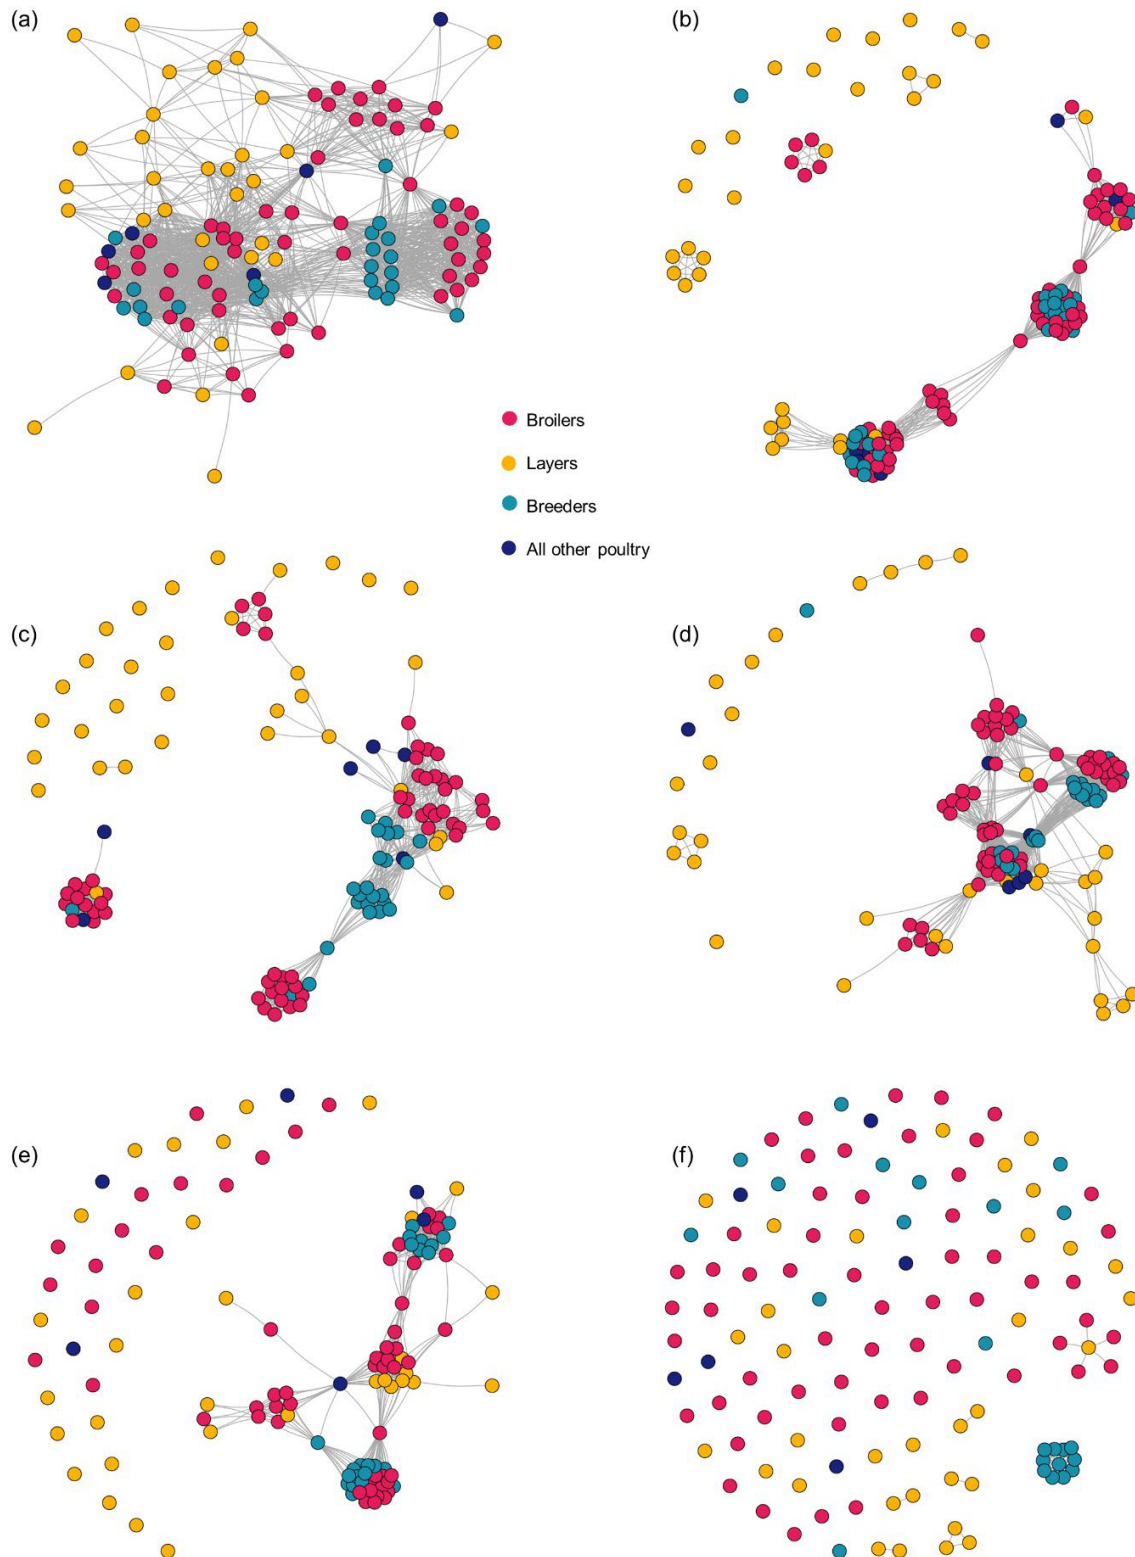 (a)
(b)
Broilers
Layers
Breeders
All other poultry
(c)
(d)
(e)
(f)